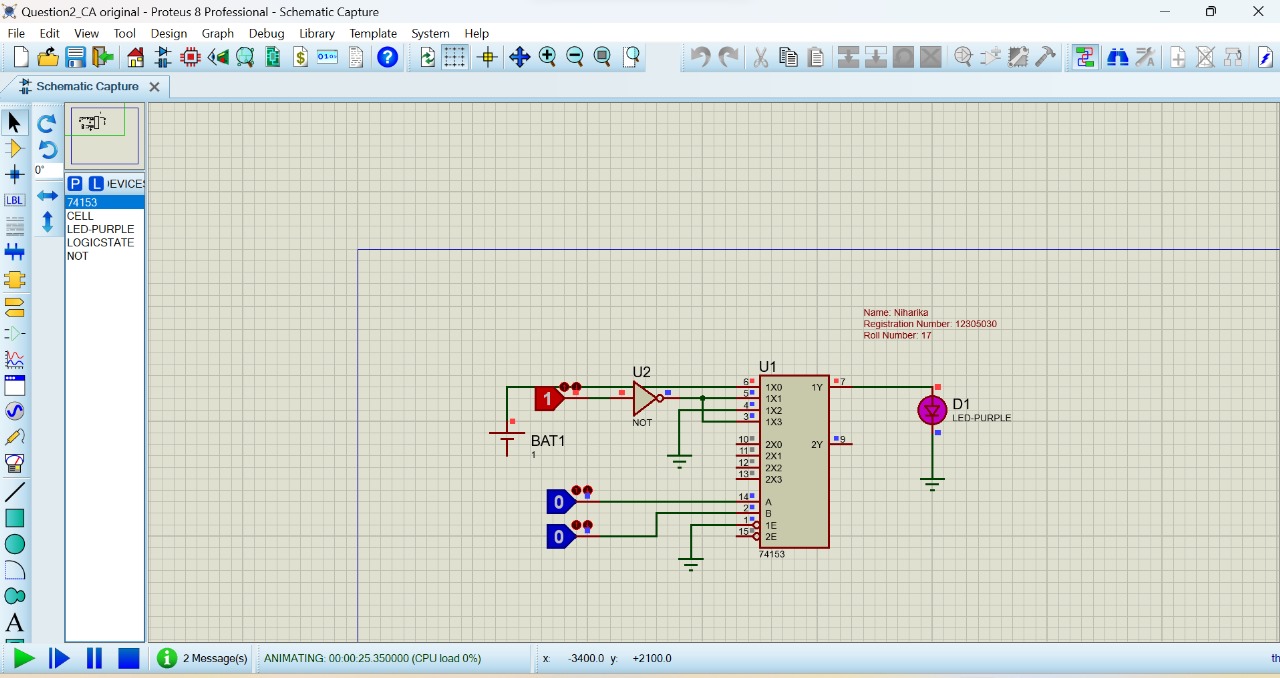 Question2_CA original - Proteus 8 Professional - Schematic Capture
File Edit View Tool Design Graph Debug Library Template System Help
Schematic Capture
0°
P L DEVICES
74153
CELL
LED-PURPLE
LOGICSTATE
NOT
LBL
A
Name: Niharika
Registration Number: 12305030
Roll Number: 17
U2
NOT
1
BAT1
1
0
0
U1
6 1X0
5 1X1
4 1X2
3 1X3
10 2X0
11 2X1
12 2X2
13 2X3
14 A
2 B
1 1E
15 2E
1Y 7
2Y 9
74153
D1
LED-PURPLE
2 Message(s)
ANIMATING: 00:00:25.350000 (CPU load 0%)
x: -3400.0 y: +2100.0
th